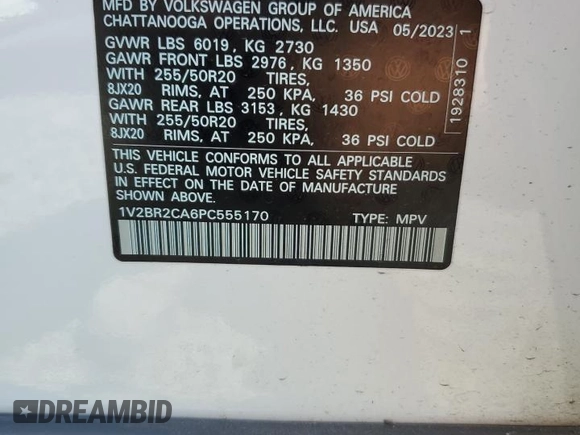 MFD BY VOLKSWAGEN GROUP OF AMERICA
CHATTANOOGA OPERATIONS, LLC. USA 05/2023
GVWR LBS 6019, KG 2730
GAWR FRONT LBS 2976, KG 1350
WITH 255/50R20 TIRES,
8JX20 RIMS, AT 250 KPA, 36 PSI COLD
GAWR REAR LBS 3153, KG 1430
WITH 255/50R20 TIRES,
8JX20 RIMS, AT 250 KPA, 36 PSI COLD
THIS VEHICLE CONFORMS TO ALL APPLICABLE
U.S. FEDERAL MOTOR VEHICLE SAFETY STANDARDS
IN EFFECT ON THE DATE OF MANUFACTURE
SHOWN ABOVE.
1V2BR2CA6PC555170 TYPE: MPV
1928310 1
DREAMBID